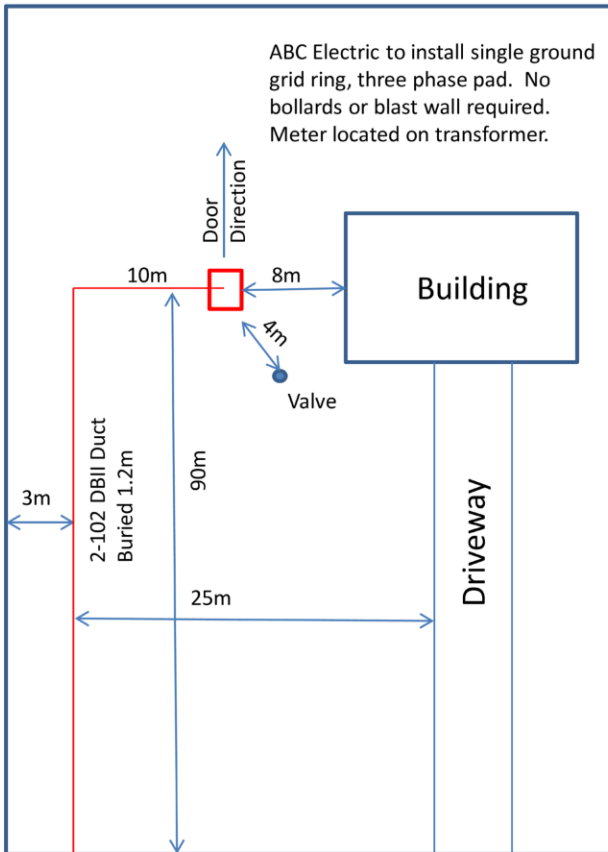 ABC Electric to install single ground
grid ring, three phase pad.  No
bollards or blast wall required.
Meter located on transformer.
Door
Direction
10m
8m
Building
4m
Valve
2-102 DBII Duct
Buried 1.2m
90m
3m
25m
Driveway